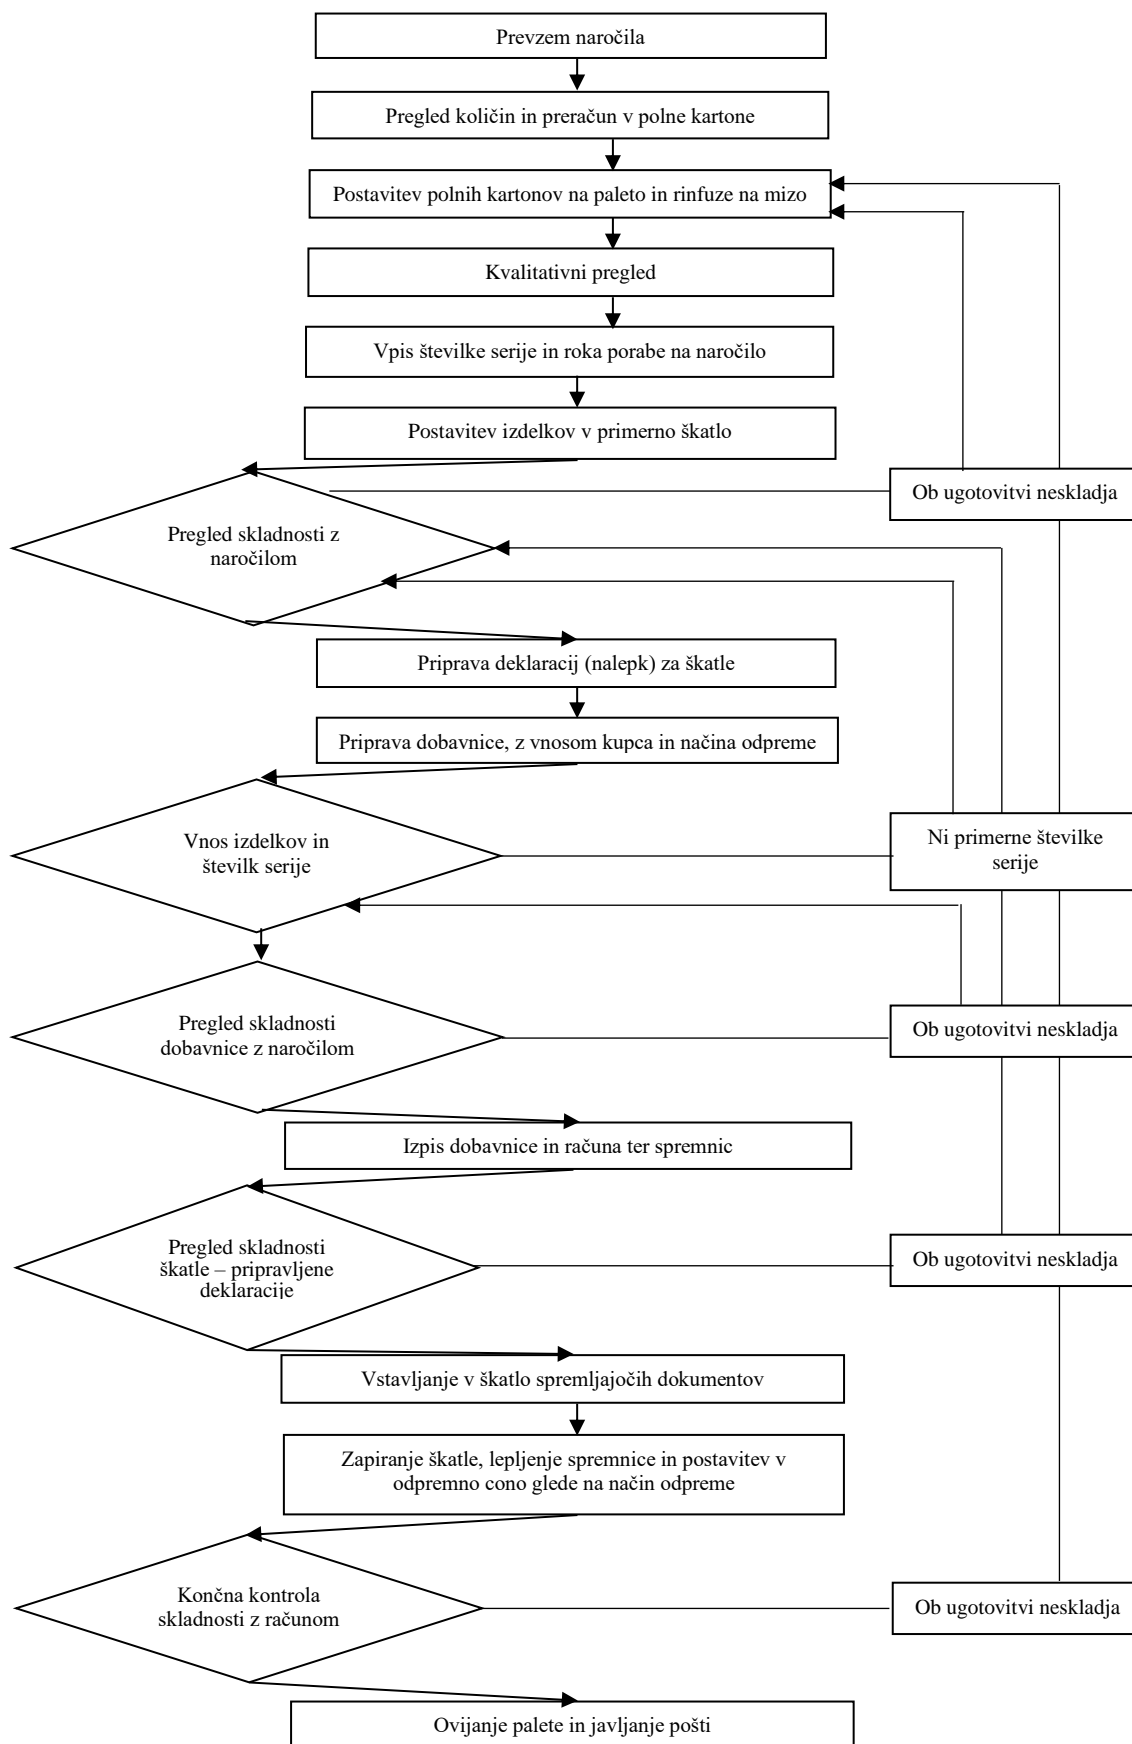 Prevzem naročila
Pregled količin in preračun v polne kartone
Postavitev polnih kartonov na paleto in rinfuze na mizo
Kvalitativni pregled
Vpis številke serije in roka porabe na naročilo
Postavitev izdelkov v primerno škatlo
Ob ugotovitvi neskladja
Pregled skladnosti z
naročilom
Priprava deklaracij (nalepk) za škatle
Priprava dobavnice, z vnosom kupca in načina odpreme
Vnos izdelkov in
številk serije
Ni primerne številke
serije
Pregled skladnosti
dobavnice z naročilom
Ob ugotovitvi neskladja
Izpis dobavnice in računa ter spremnic
Pregled skladnosti
škatle – pripravljene
deklaracije
Ob ugotovitvi neskladja
Vstavljanje v škatlo spremljajočih dokumentov
Zapiranje škatle, lepljenje spremnice in postavitev v
odpremno cono glede na način odpreme
Končna kontrola
skladnosti z računom
Ob ugotovitvi neskladja
Ovijanje palete in javljanje pošti